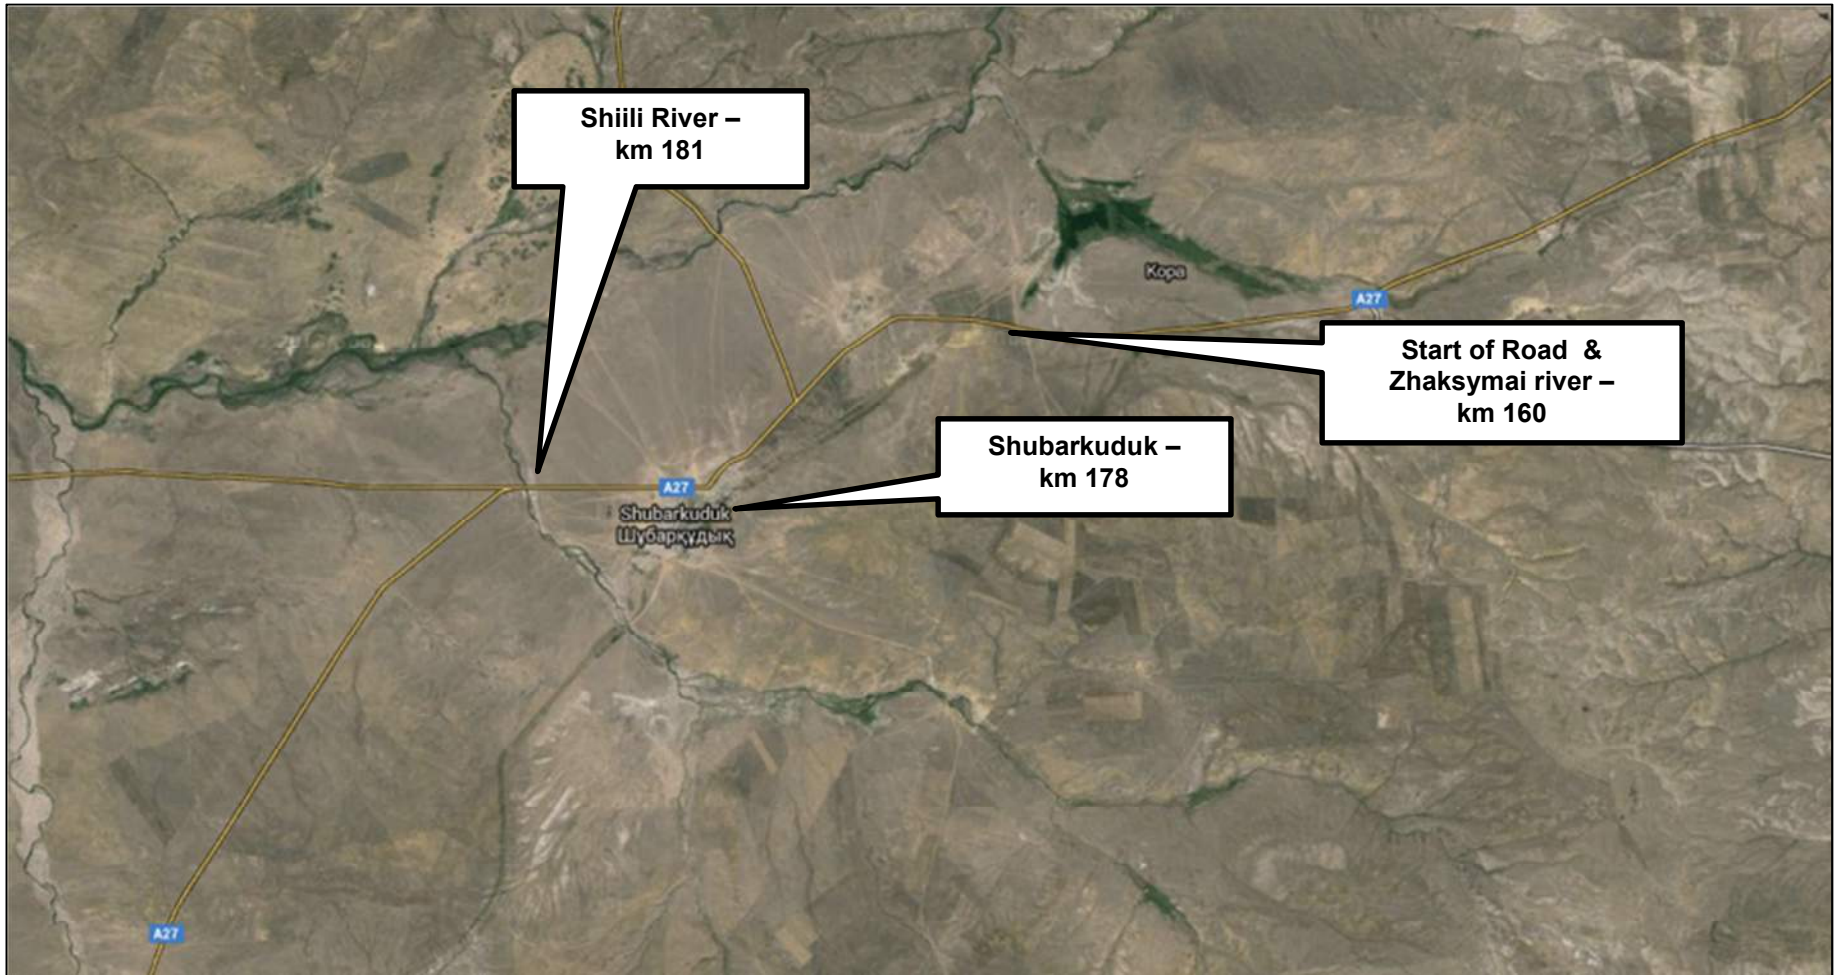 Shiili River –
km 181
Kopa
A27
Start of Road &
Zhaksymai river –
km 160
Shubarkuduk –
km 178
A27
Shubarkuduk
Шұбарқұдық
A27